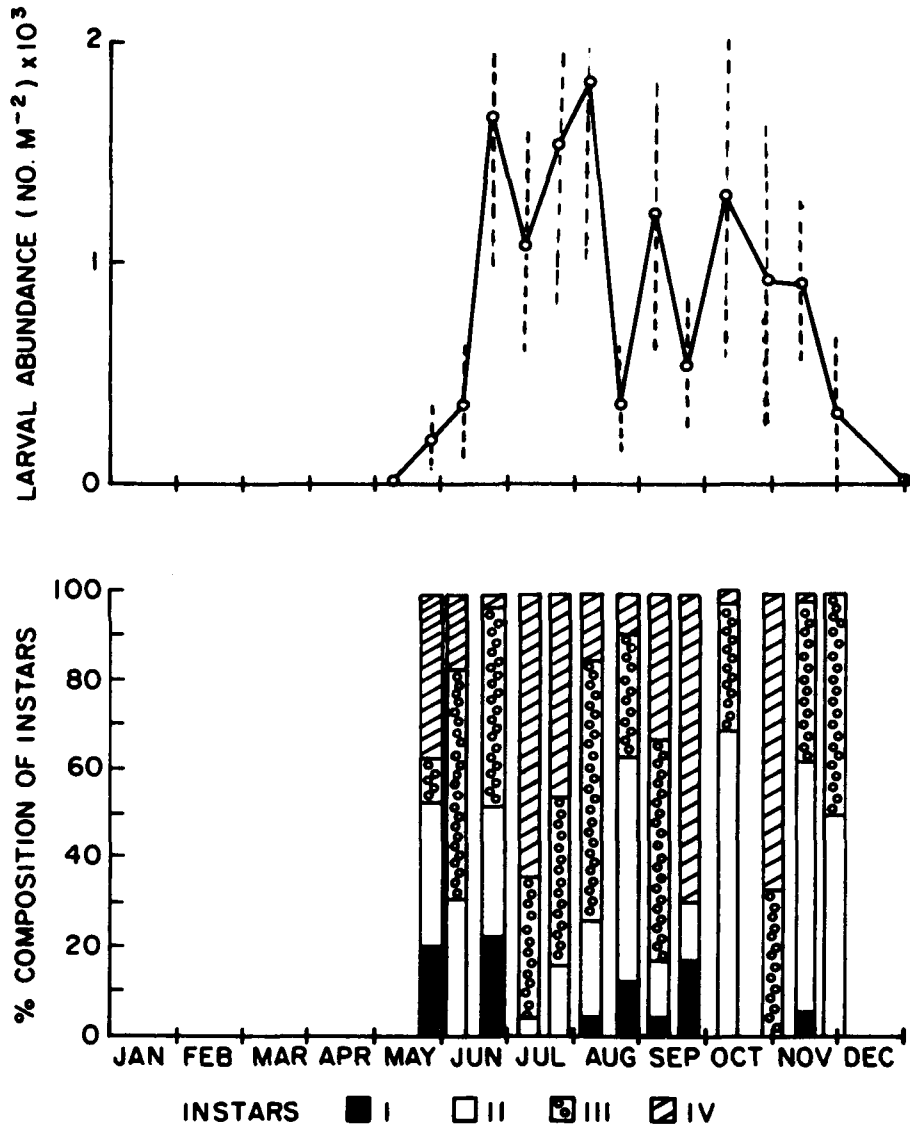 LARVAL ABUNDANCE (NO. M⁻²) x10³
2
1
0
% COMPOSITION OF INSTARS
100
80
60
40
20
0
JAN FEB MAR APR MAY JUN JUL AUG SEP OCT NOV DEC
INSTARS I II III IV